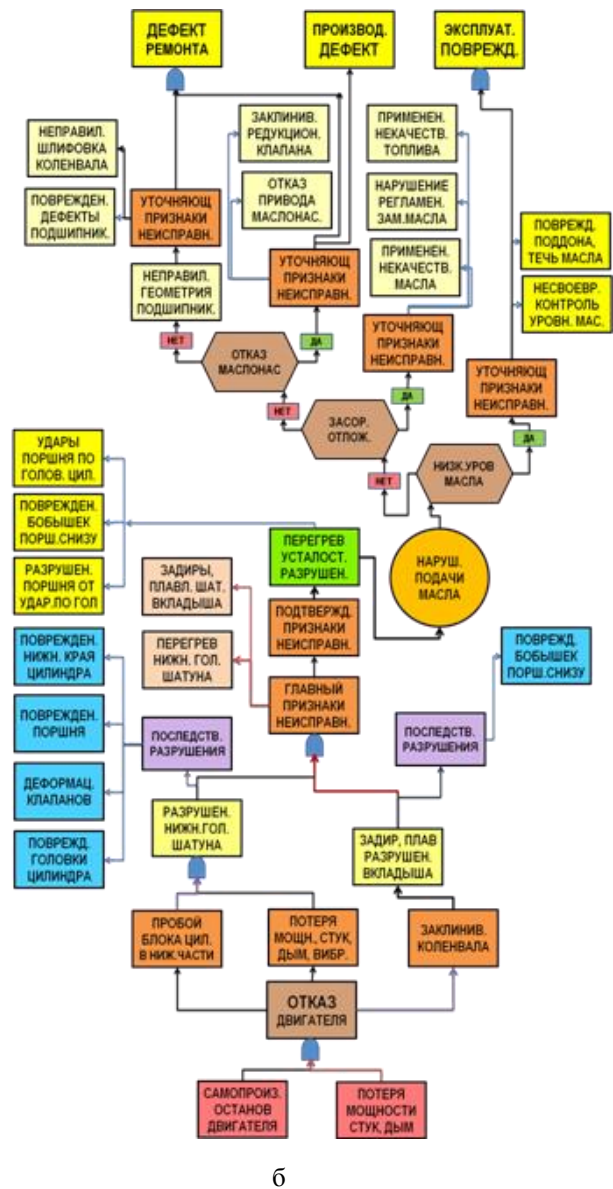 ДЕФЕКТ
РЕМОНТА
ПРОИЗВОД.
ДЕФЕКТ
ЭКСПЛУАТ.
ПОВРЕЖД.
НЕПРАВИЛ.
ШЛИФОВКА
КОЛЕНВАЛА
ЗАКЛИНИВ.
РЕДУКЦИОН.
КЛАПАНА
ПРИМЕНЕН.
НЕКАЧЕСТВ.
ТОПЛИВА
ПОВРЕЖДЕН.
ДЕФЕКТЫ
ПОДШИПНИК.
УТОЧНЯЮЩ
ПРИЗНАКИ
НЕИСПРАВН.
ОТКАЗ
ПРИВОДА
МАСЛОНАС.
НАРУШЕНИЕ
РЕГЛАМЕН.
ЗАМ.МАСЛА
ПОВРЕЖД.
ПОДДОНА,
ТЕЧЬ МАСЛА
НЕПРАВИЛ.
ГЕОМЕТРИЯ
ПОДШИПНИК.
УТОЧНЯЮЩ
ПРИЗНАКИ
НЕИСПРАВН.
ПРИМЕНЕН.
НЕКАЧЕСТВ.
МАСЛА
НЕСВОЕВР.
КОНТРОЛЬ
УРОВН. МАС.
НЕТ
ОТКАЗ
МАСЛОНАС
ДА
УТОЧНЯЮЩ
ПРИЗНАКИ
НЕИСПРАВН.
УТОЧНЯЮЩ
ПРИЗНАКИ
НЕИСПРАВН.
НЕТ
ЗАСОР.
ОТЛОЖ.
ДА
НЕТ
НИЗК.УРОВ
МАСЛА
ДА
УДАРЫ
ПОРШНЯ ПО
ГОЛОВ. ЦИЛ.
ПОВРЕЖДЕН.
БОБЫШЕК
ПОРШ.СНИЗУ
РАЗРУШЕН.
ПОРШНЯ ОТ
УДАР.ПО ГОЛ
ЗАДИРЫ,
ПЛАВЛ. ШАТ.
ВКЛАДЫША
ПЕРЕГРЕВ
УСТАЛОСТ.
РАЗРУШЕН.
НАРУШ.
ПОДАЧИ
МАСЛА
ПОДТВЕРЖД.
ПРИЗНАКИ
НЕИСПРАВН.
ПОВРЕЖДЕН.
НИЖН. КРАЯ
ЦИЛИНДРА
ПЕРЕГРЕВ
НИЖН. ГОЛ.
ШАТУНА
ГЛАВНЫЙ
ПРИЗНАКИ
НЕИСПРАВН.
ПОВРЕЖД.
БОБЫШЕК
ПОРШ.СНИЗУ
ПОВРЕЖДЕН.
ПОРШНЯ
ПОСЛЕДСТВ.
РАЗРУШЕНИЯ
ПОСЛЕДСТВ.
РАЗРУШЕНИЯ
ДЕФОРМАЦ.
КЛАПАНОВ
РАЗРУШЕН.
НИЖН.ГОЛ.
ШАТУНА
ЗАДИР, ПЛАВ
РАЗРУШЕН.
ВКЛАДЫША
ПОВРЕЖД.
ГОЛОВКИ
ЦИЛИНДРА
ПРОБОЙ
БЛОКА ЦИЛ.
В НИЖ.ЧАСТИ
ПОТЕРЯ
МОЩН., СТУК,
ДЫМ, ВИБР.
ЗАКЛИНИВ.
КОЛЕНВАЛА
ОТКАЗ
ДВИГАТЕЛЯ
САМОПРОИЗ.
ОСТАНОВ
ДВИГАТЕЛЯ
ПОТЕРЯ
МОЩНОСТИ
СТУК, ДЫМ
б